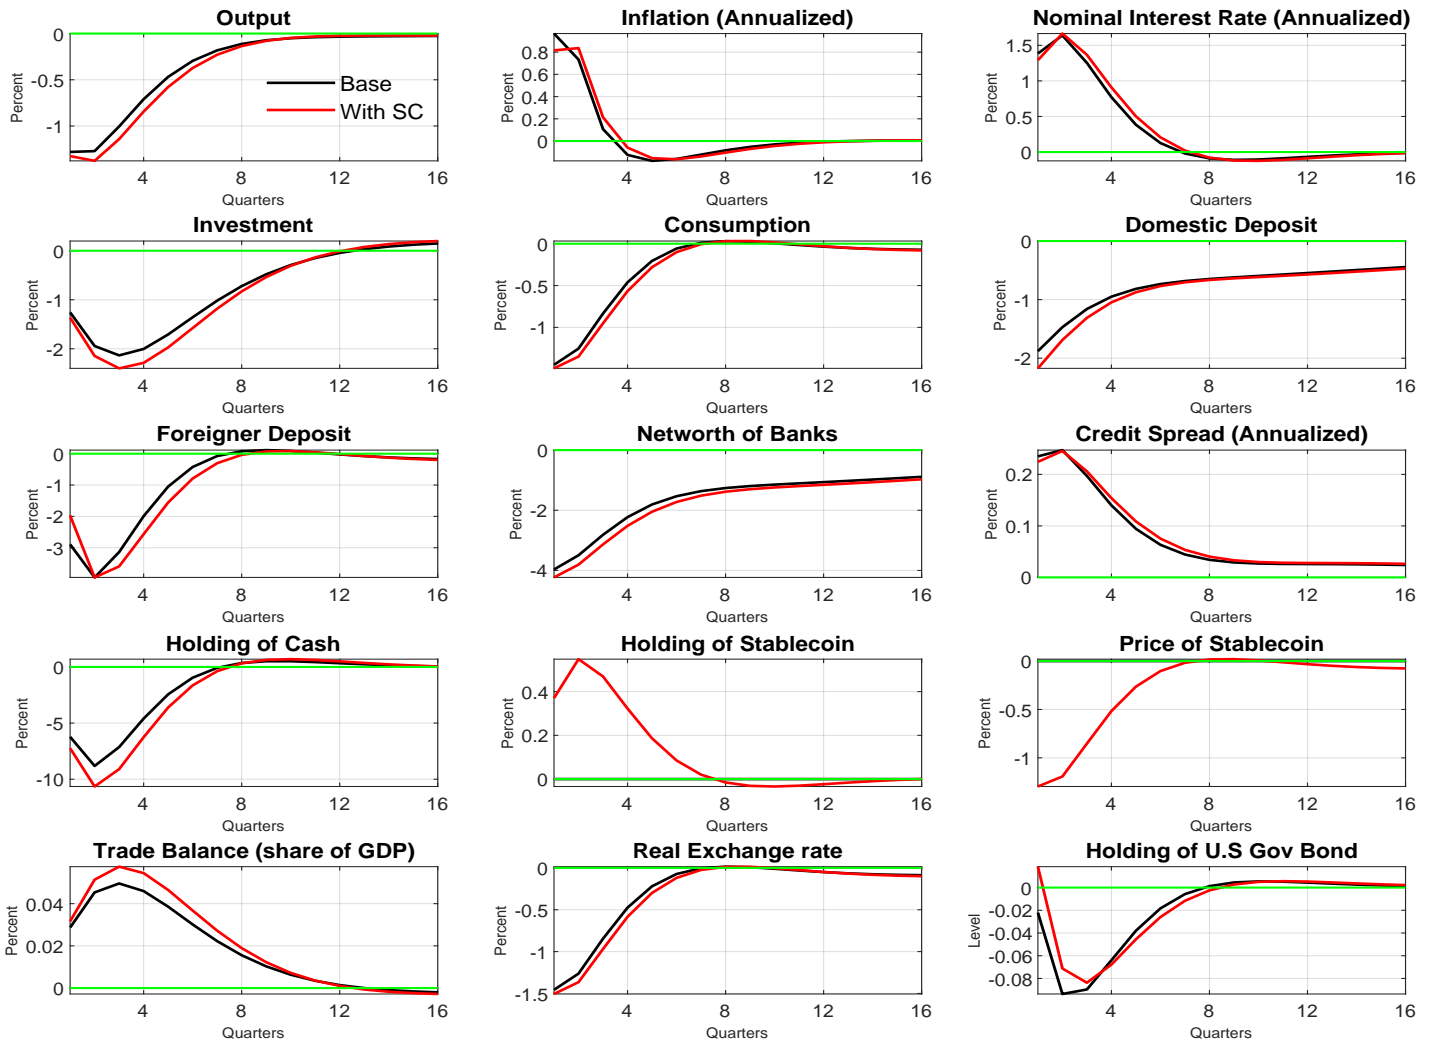 Output
Inflation (Annualized)
Nominal Interest Rate (Annualized)
Percent
0
-0.5
-1
Base
With SC
4
8
12
16
Quarters
Percent
0.8
0.6
0.4
0.2
0
4
8
12
16
Quarters
Percent
1.5
1
0.5
0
4
8
12
16
Quarters
Investment
Consumption
Domestic Deposit
Percent
0
-1
-2
4
8
12
16
Quarters
Percent
0
-0.5
-1
4
8
12
16
Quarters
Percent
0
-1
-2
4
8
12
16
Quarters
Foreigner Deposit
Networth of Banks
Credit Spread (Annualized)
Percent
0
-1
-2
-3
4
8
12
16
Quarters
Percent
0
-2
-4
4
8
12
16
Quarters
Percent
0.2
0.1
0
4
8
12
16
Quarters
Holding of Cash
Holding of Stablecoin
Price of Stablecoin
Percent
0
-5
-10
4
8
12
16
Quarters
Percent
0.4
0.2
0
4
8
12
16
Quarters
Percent
0
-0.5
-1
4
8
12
16
Quarters
Trade Balance (share of GDP)
Real Exchange rate
Holding of U.S Gov Bond
Percent
0.04
0.02
0
4
8
12
16
Quarters
Percent
0
-0.5
-1
-1.5
4
8
12
16
Quarters
Level
0
-0.02
-0.04
-0.06
-0.08
4
8
12
16
Quarters